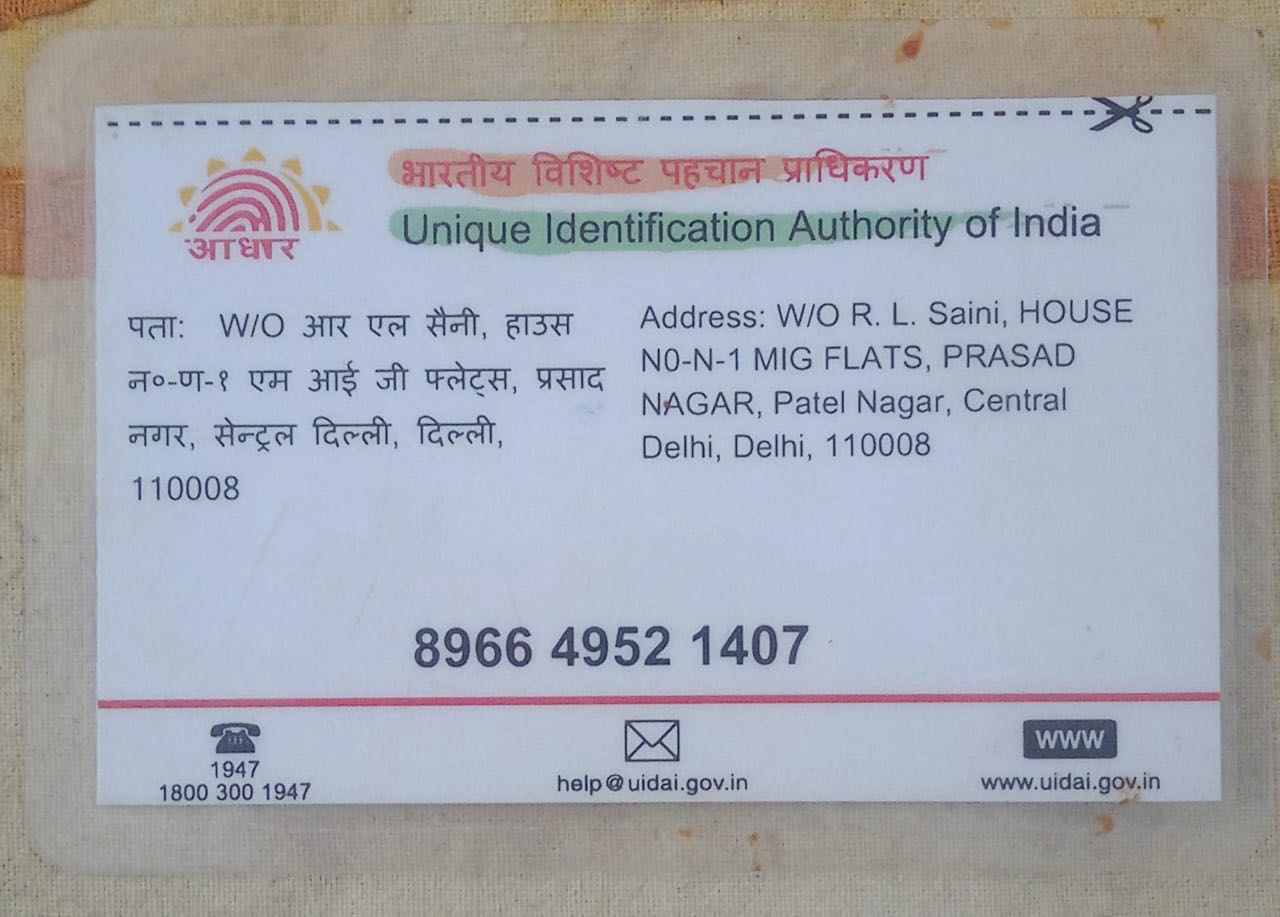 भारतीय विशिष्ट पहचान प्राधिकरण
Unique Identification Authority of India
आधार
पता: W/O आर एल सैनी, हाउस
न०-ण-१ एम आई जी फ्लेट्स, प्रसाद
नगर, सेन्ट्रल दिल्ली, दिल्ली,
110008
Address: W/O R. L. Saini, HOUSE
N0-N-1 MIG FLATS, PRASAD
NAGAR, Patel Nagar, Central
Delhi, Delhi, 110008
8966 4952 1407
1947
1800 300 1947
help@uidai.gov.in
www
www.uidai.gov.in